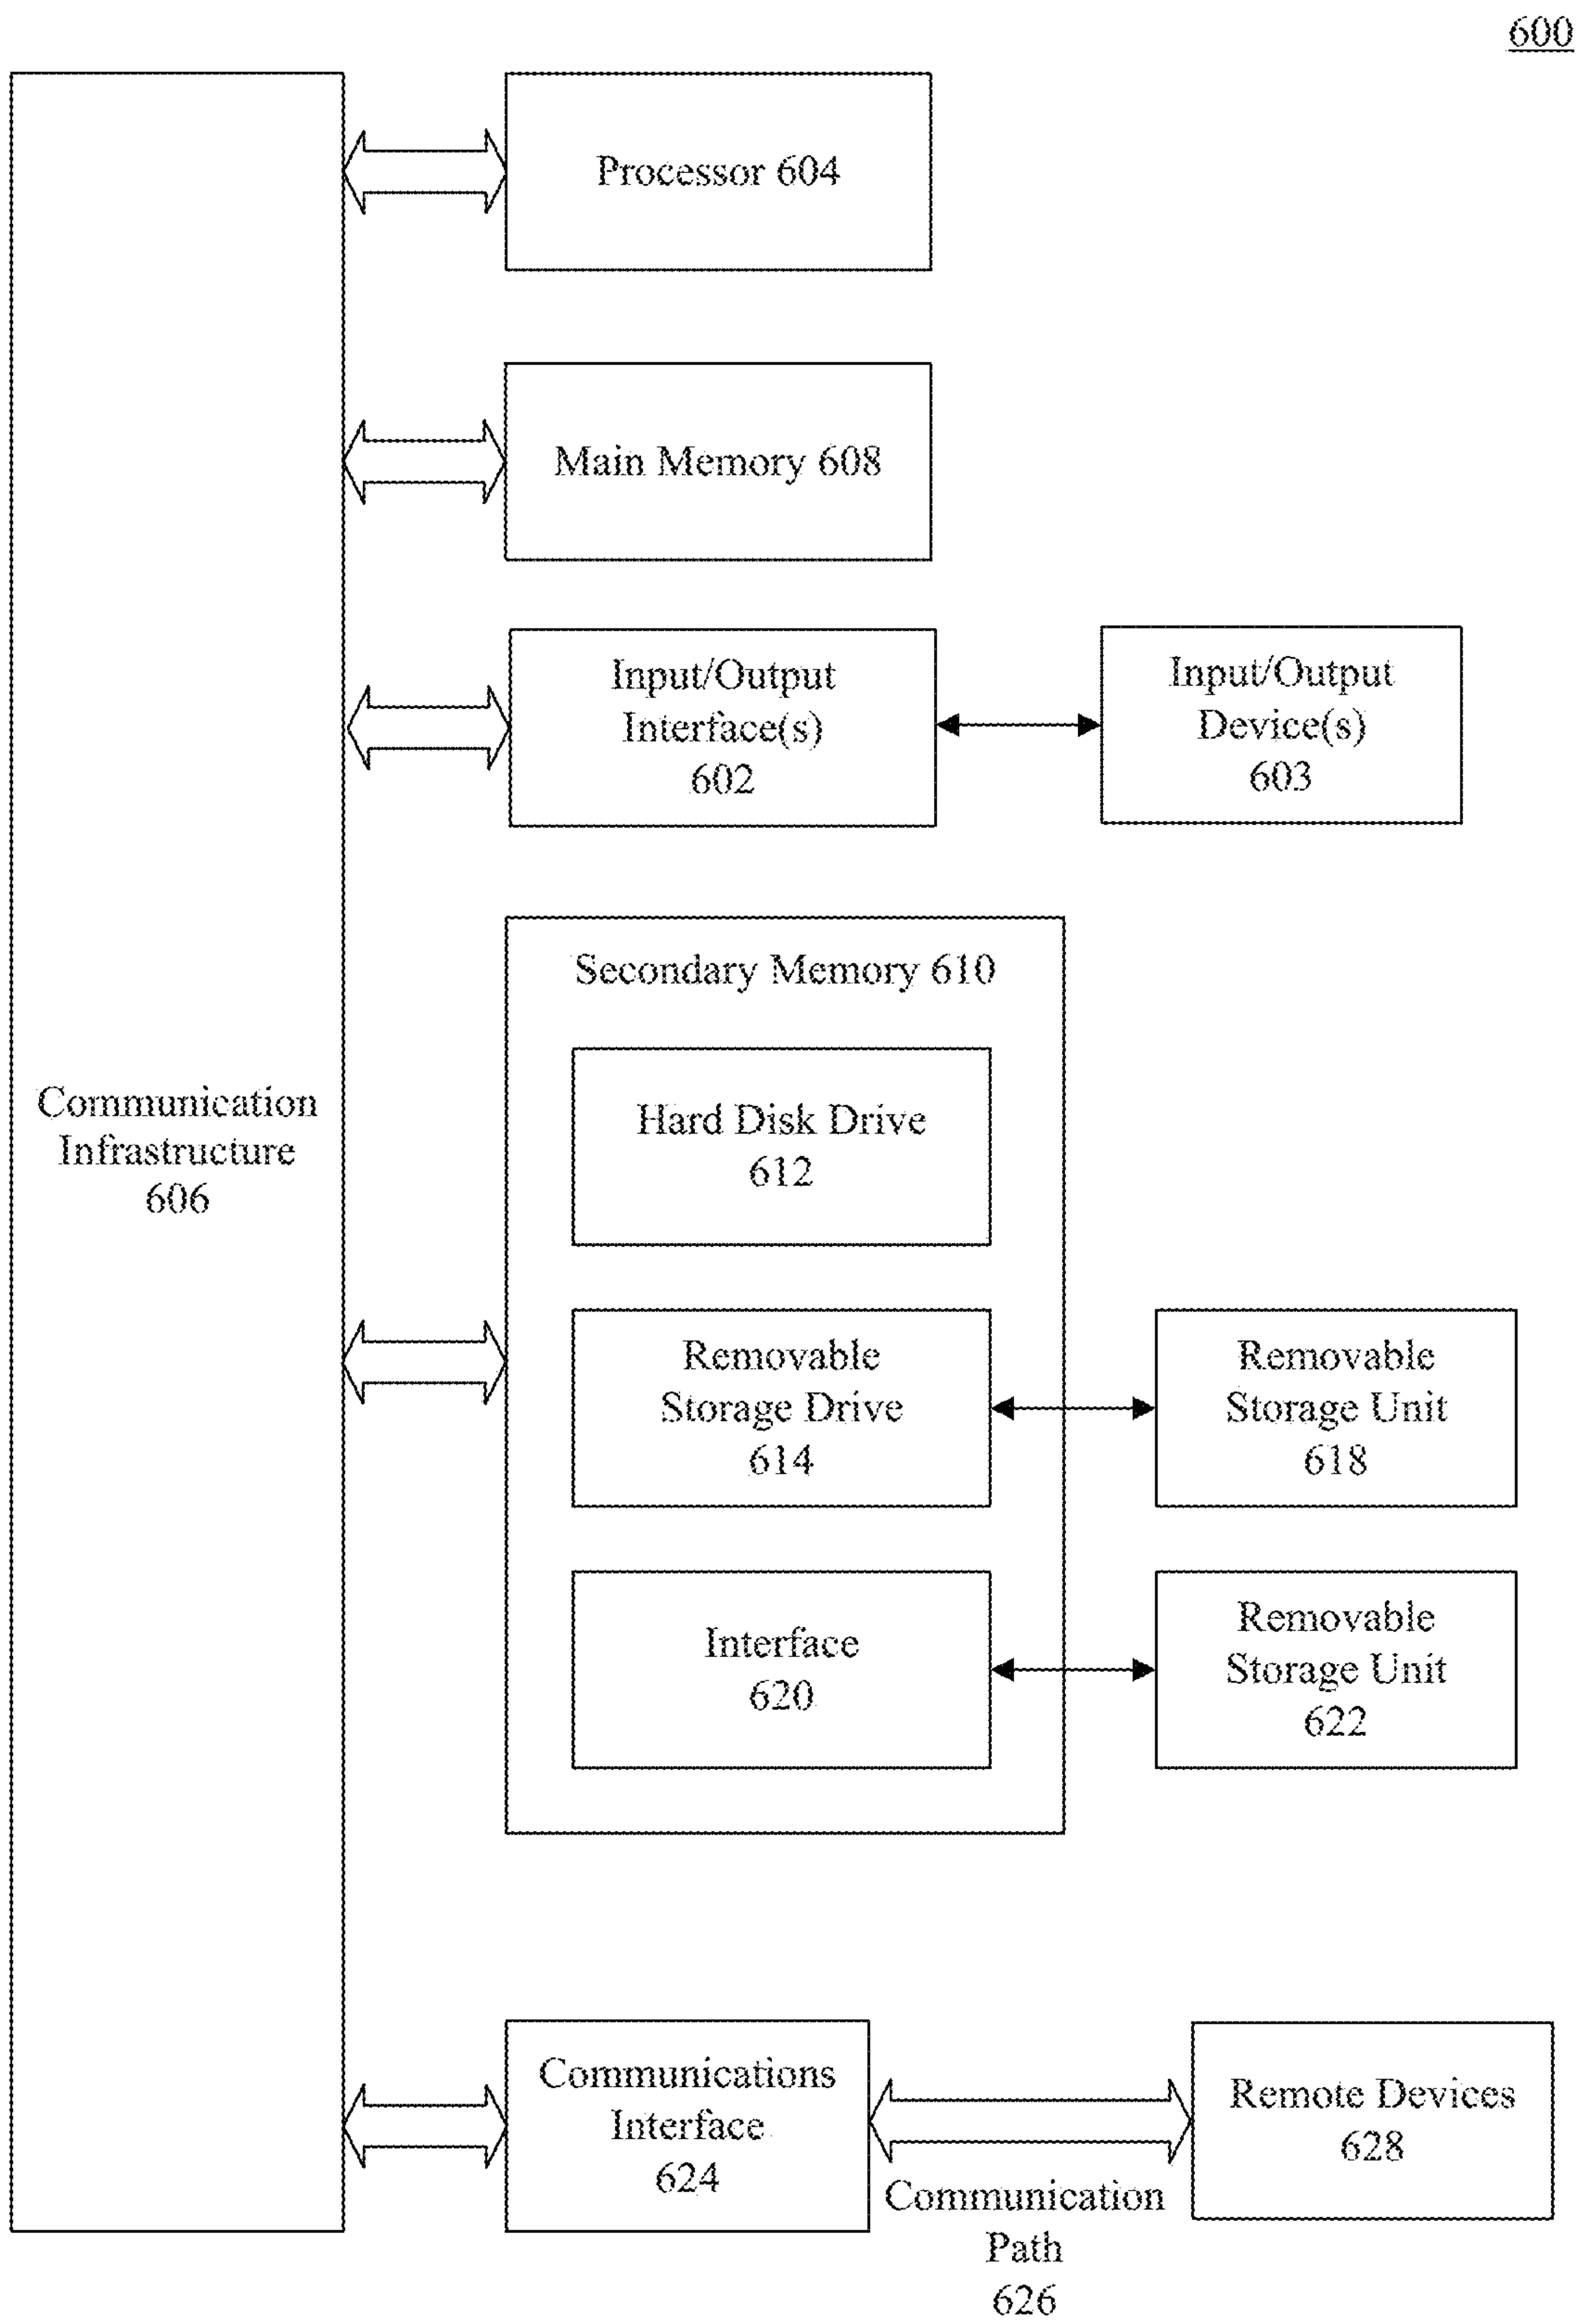 600
Processor 604
Main Memory 608
Input/Output
Interface(s)
602
Input/Output
Device(s)
603
Secondary Memory 610
Hard Disk Drive
612
Communication
Infrastructure
606
Removable
Storage Drive
614
Removable
Storage Unit
618
Interface
620
Removable
Storage Unit
622
Communications
Interface
624
Communication
Path
626
Remote Devices
628